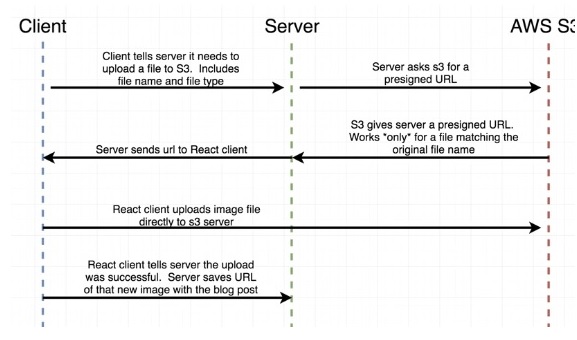 Client
Server
AWS S3
Client tells server it needs to
upload a file to S3. Includes
file name and file type
Server asks s3 for a
presigned URL
S3 gives server a presigned URL.
Works *only* for a file matching the
original file name
Server sends url to React client
React client uploads image file
directly to s3 server
React client tells server the upload
was successful. Server saves URL
of that new image with the blog post